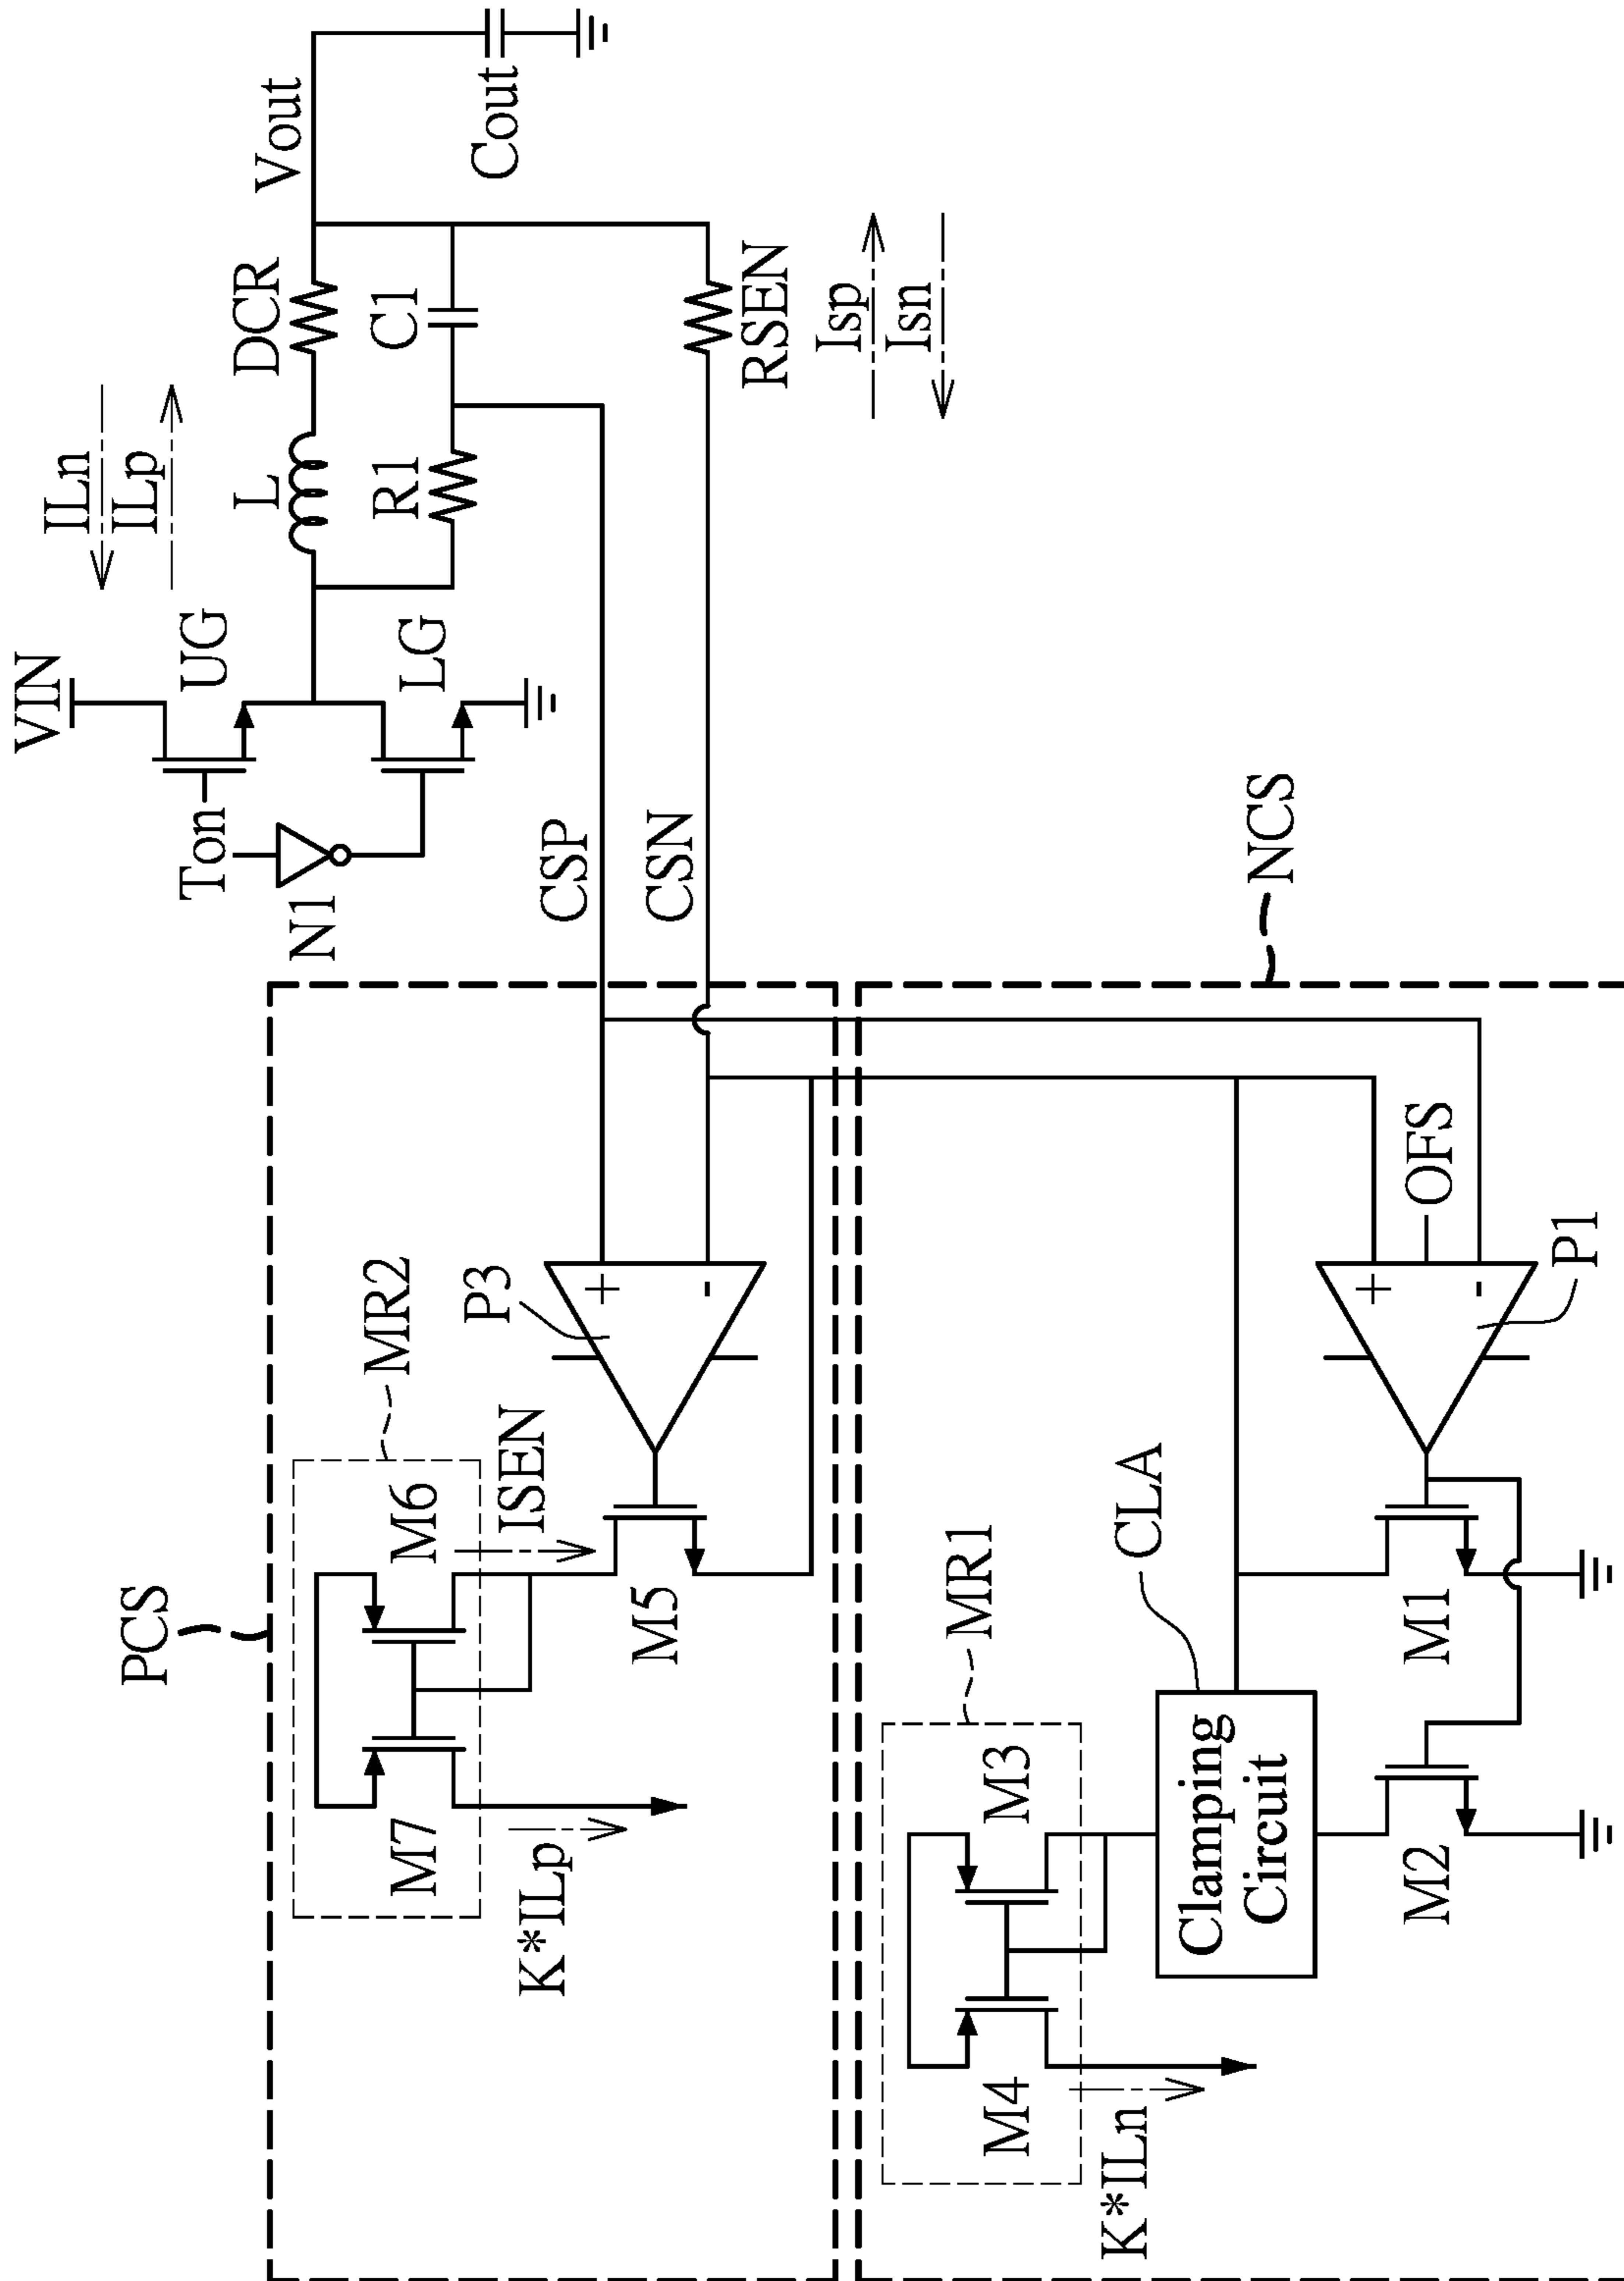 VIN
UG
Ton
N1
LG
ILn
ILp
L
DCR
R1
C1
Vout
Cout
RSEN
Isp
Isn
CSP
CSN
PCS
MR2
M7
M6
ISEN
K*ILp
M5
P3
+
-
NCS
MR1
M4
M3
K*ILn
CLA
Clamping
Circuit
M2
M1
+
OFS
-
P1